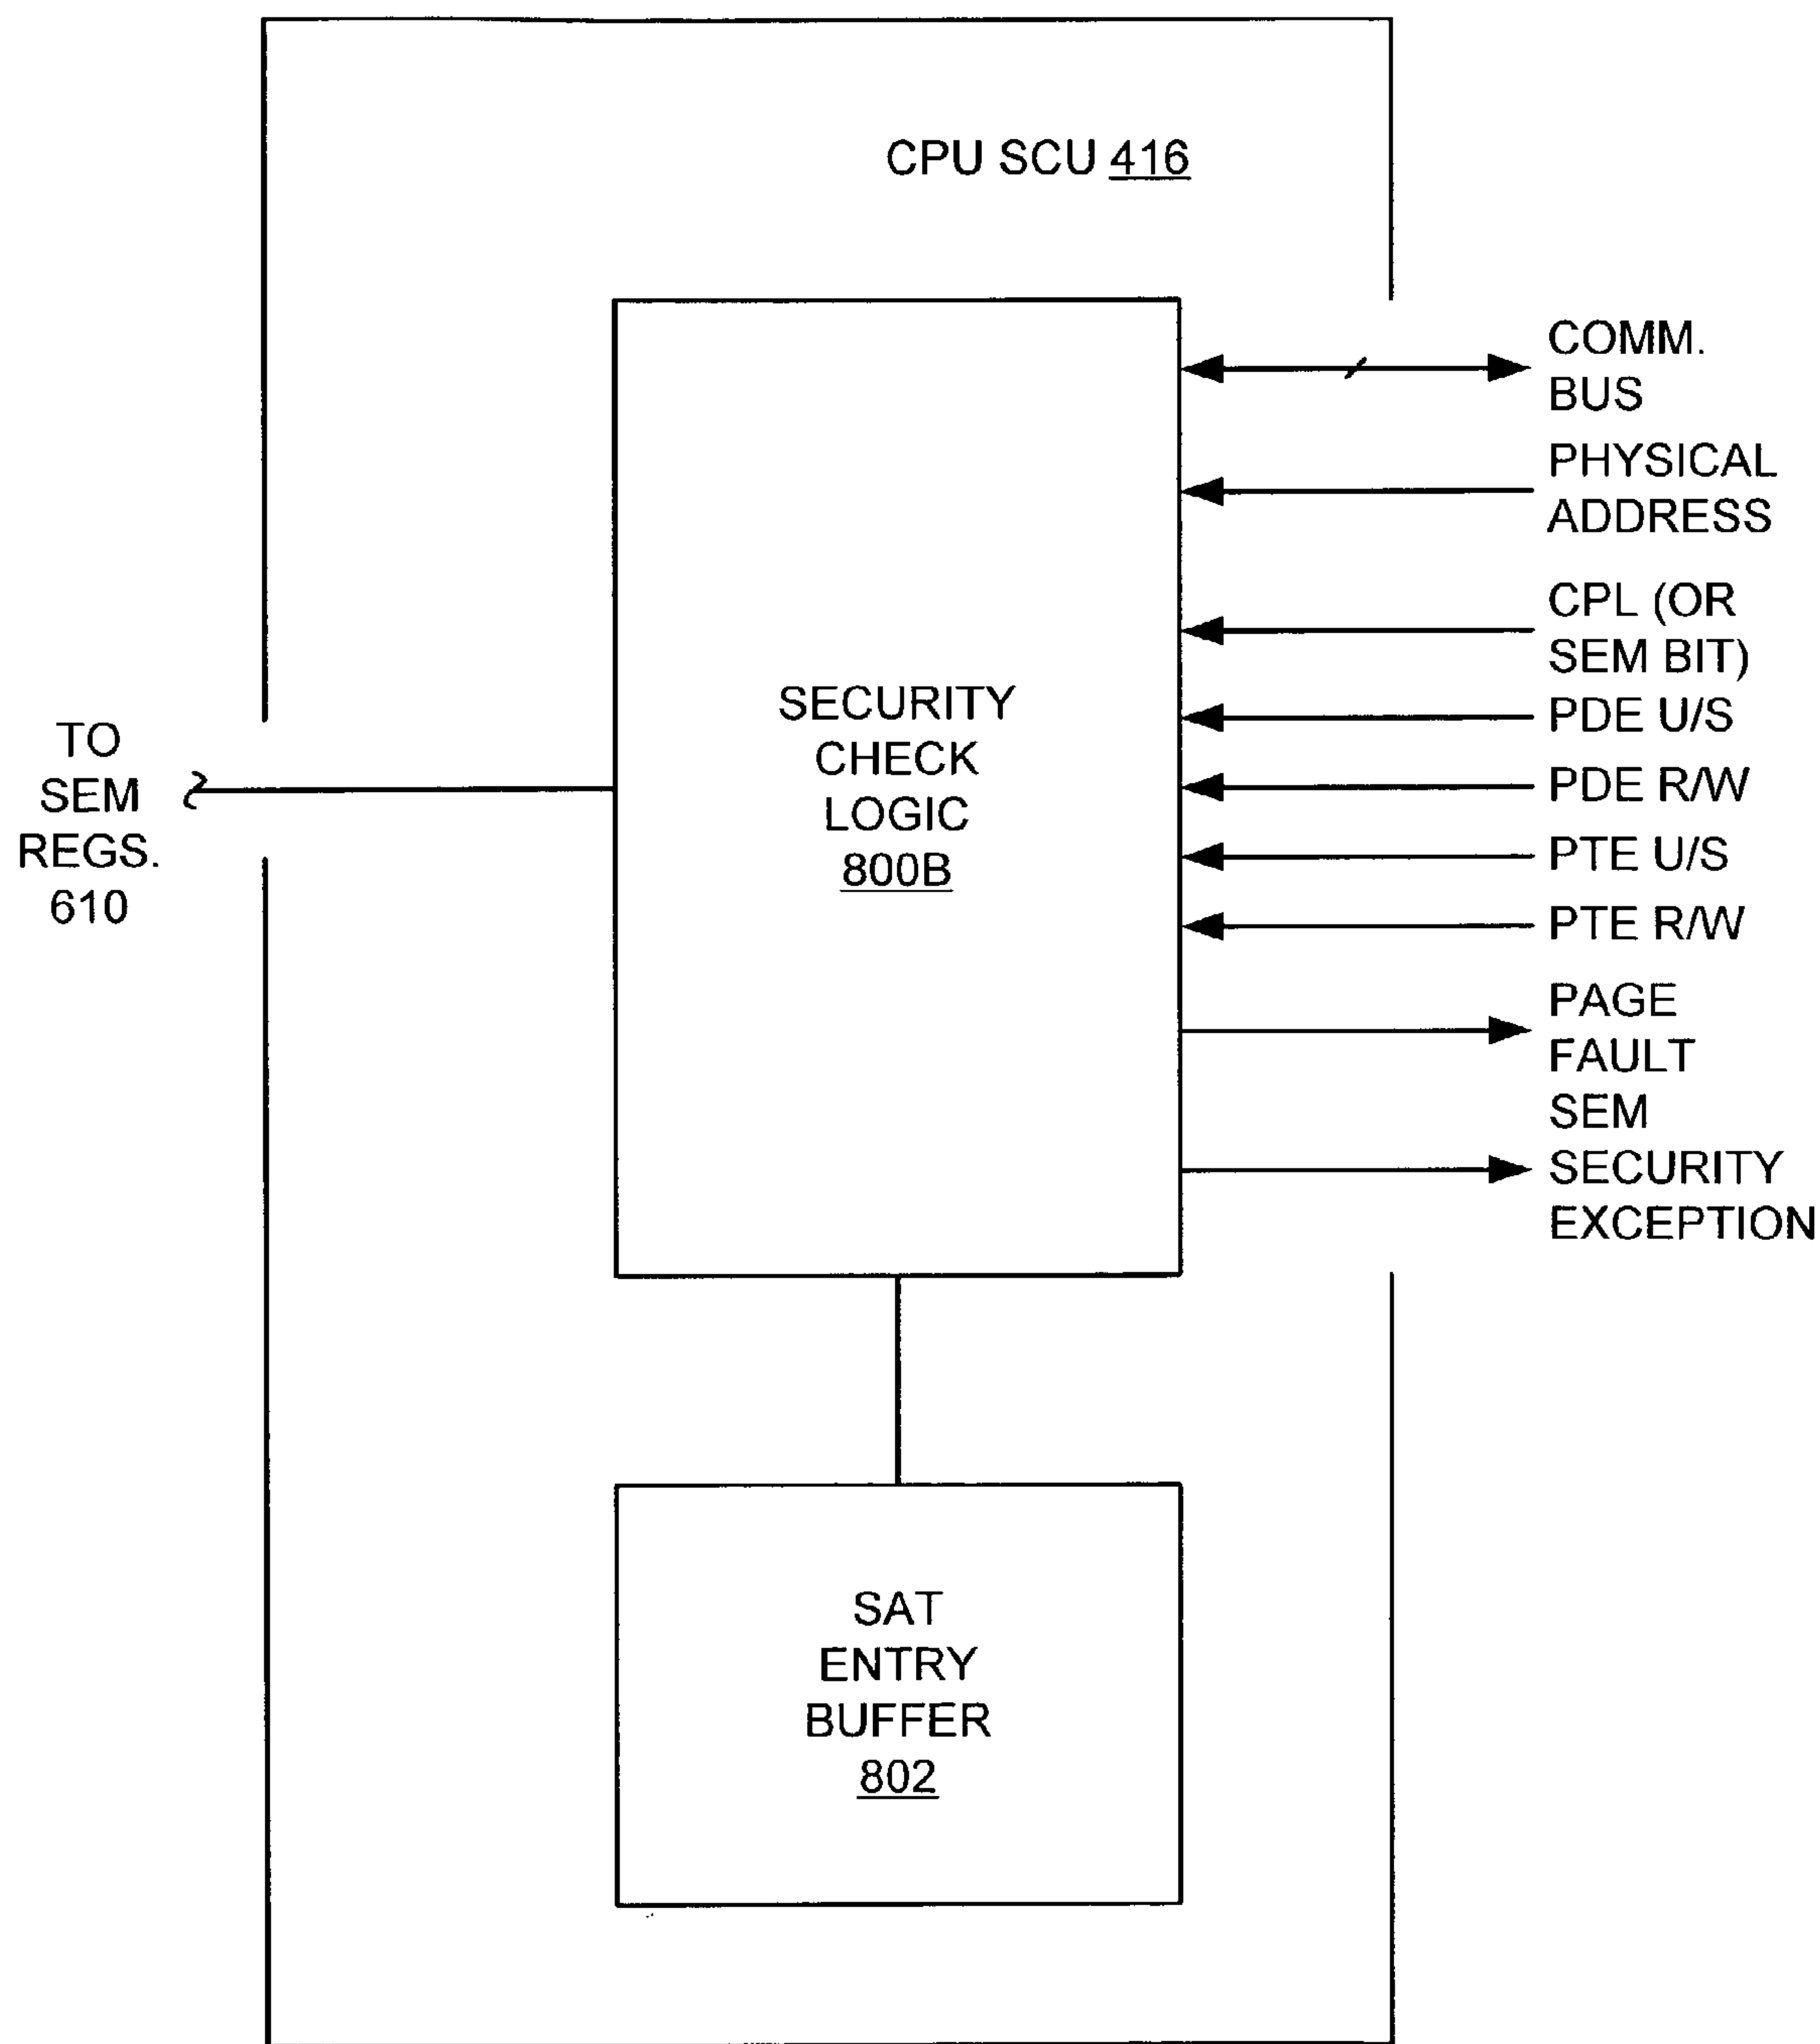 CPU SCU 416
COMM.
BUS
PHYSICAL
ADDRESS
CPL (OR
SEM BIT)
PDE U/S
PDE R/W
PTE U/S
PTE R/W
PAGE
FAULT
SEM
SECURITY
EXCEPTION
SECURITY
CHECK
LOGIC
800B
TO
SEM
REGS.
610
SAT
ENTRY
BUFFER
802